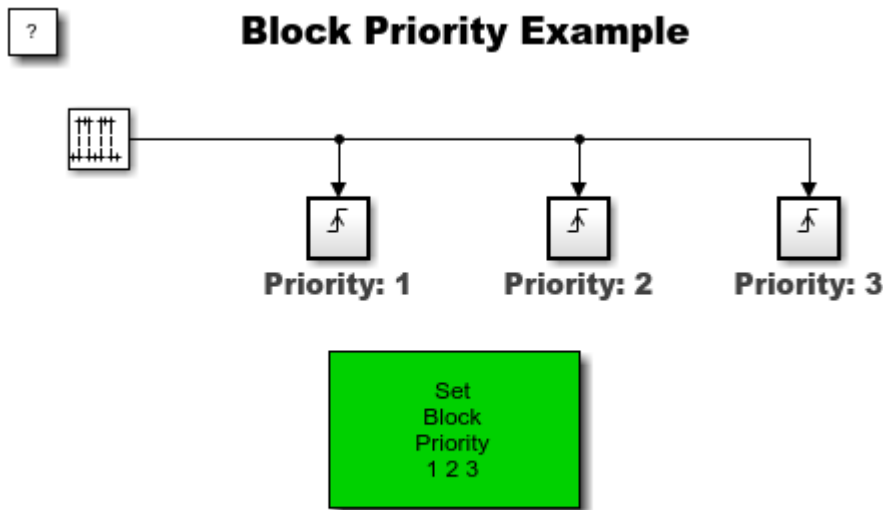 ?
Block Priority Example
Priority: 1
Priority: 2
Priority: 3
Set
Block
Priority
1 2 3